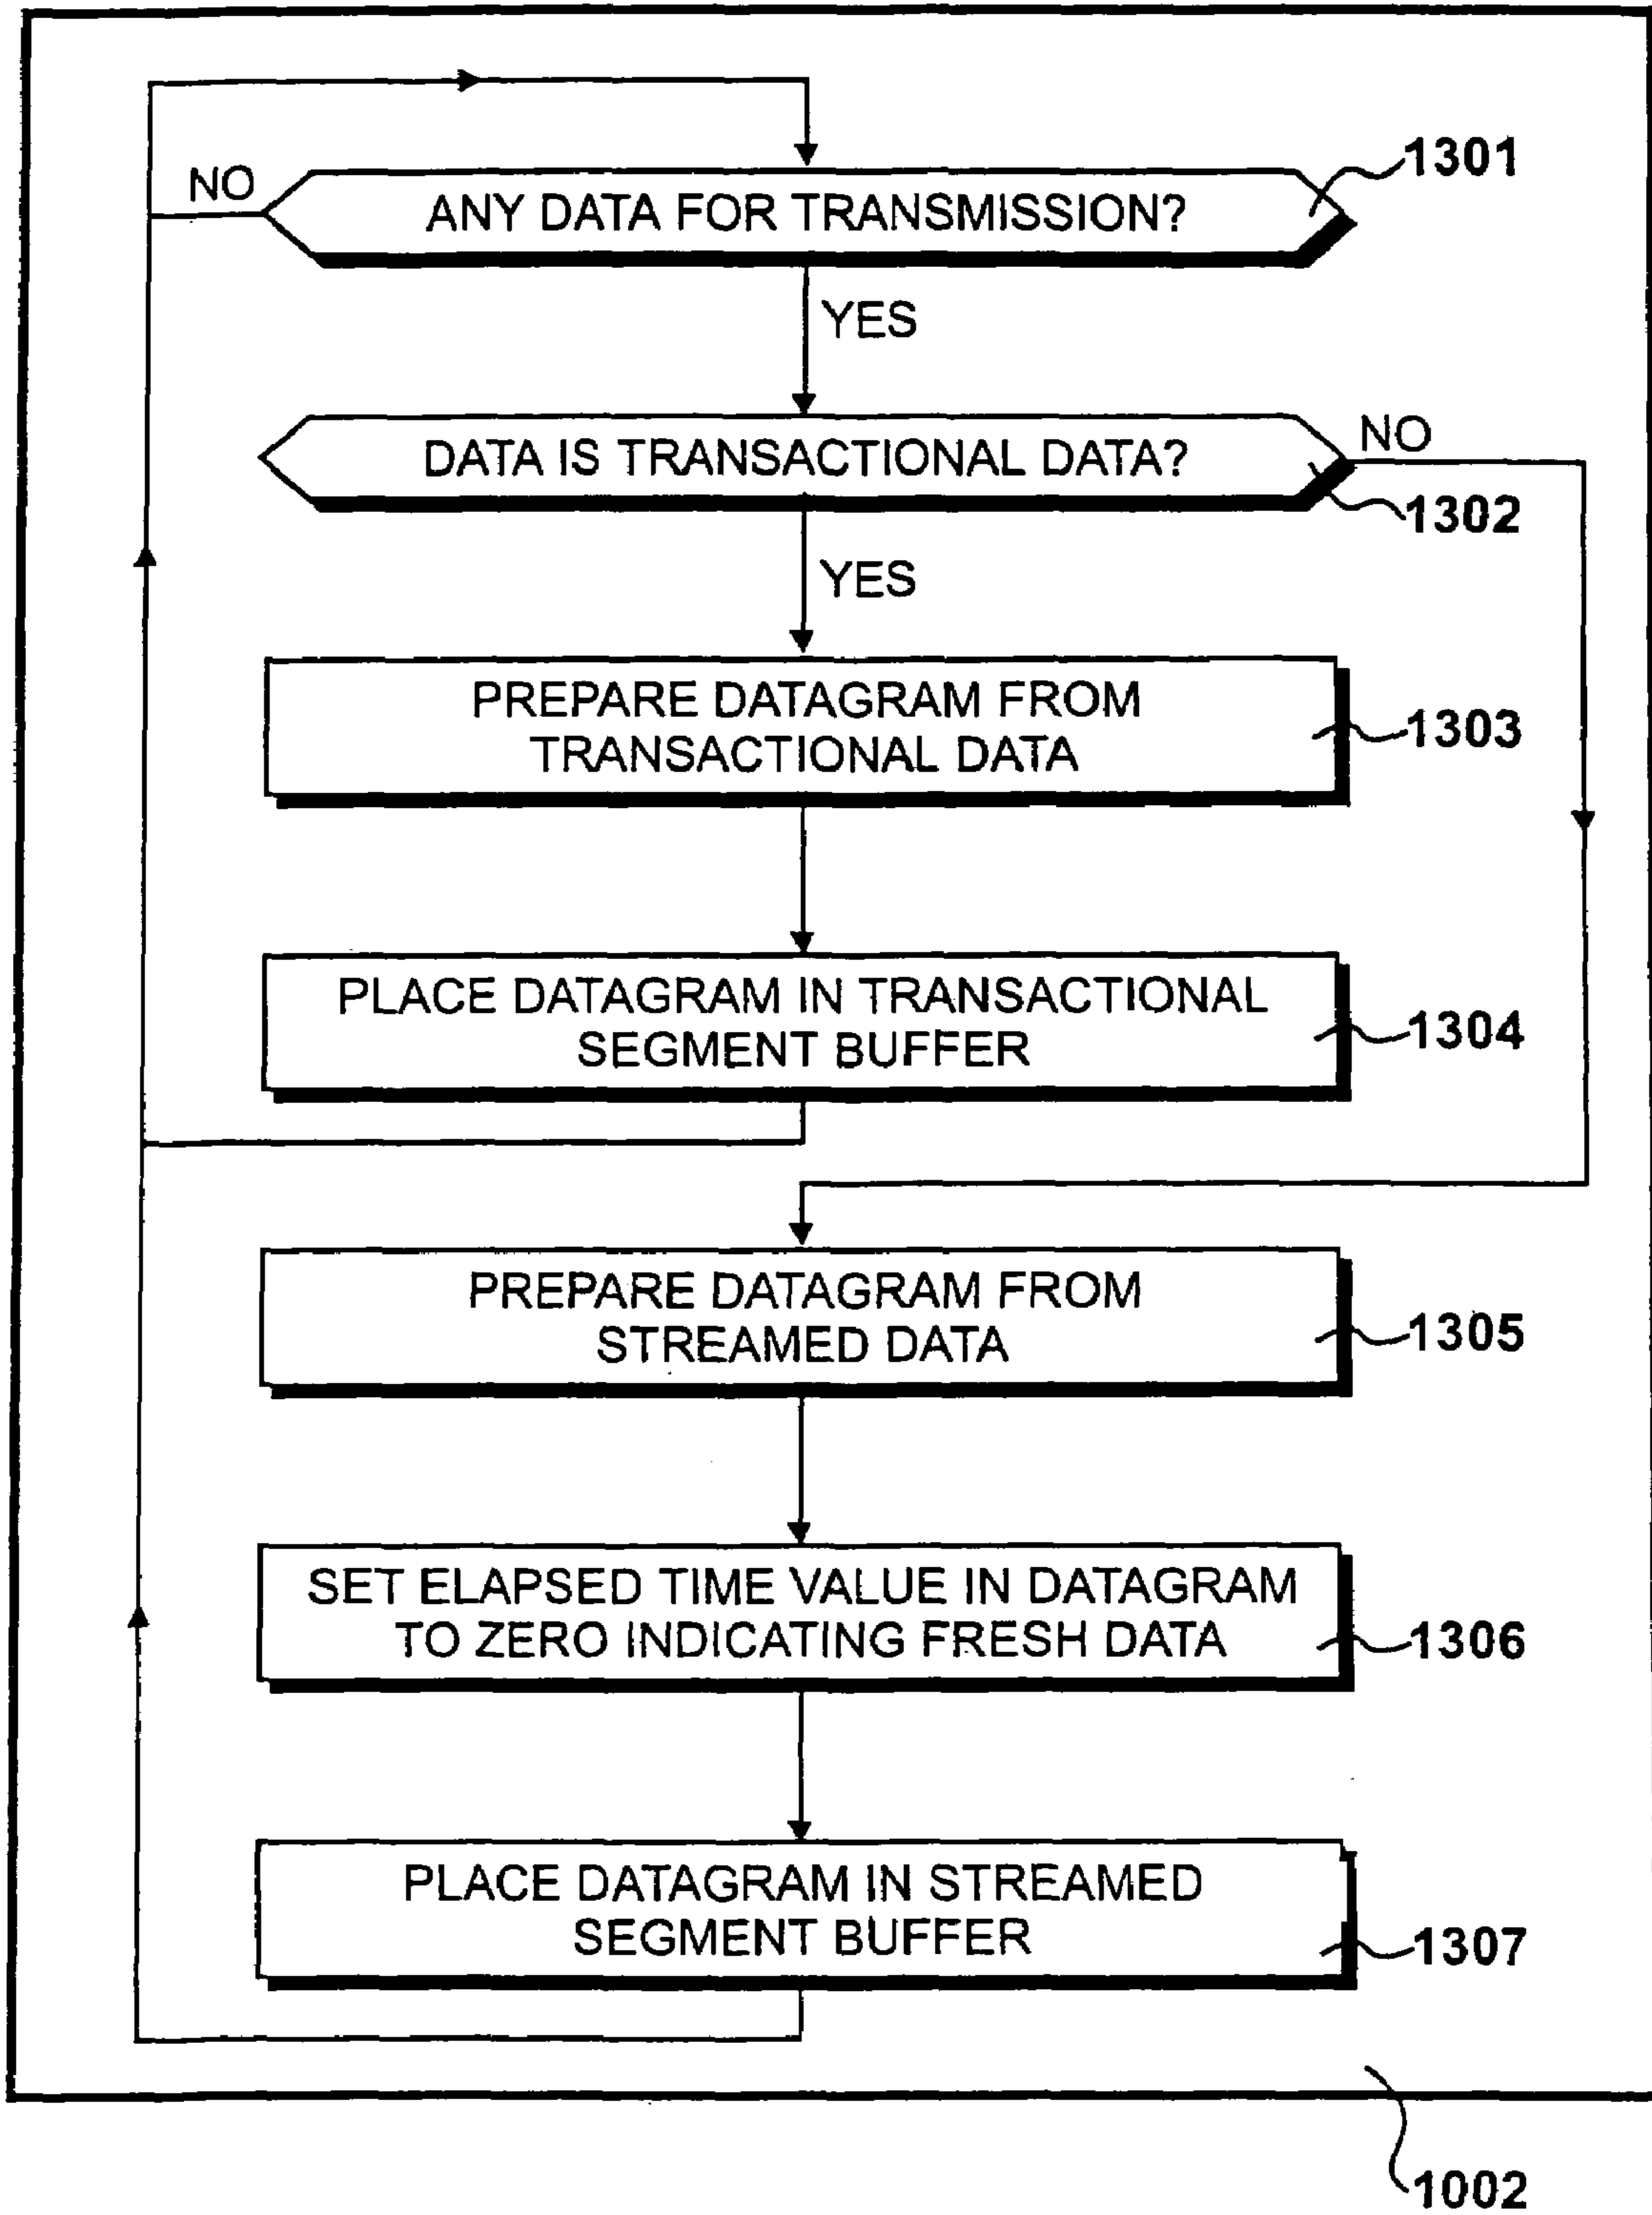 1301
NO
ANY DATA FOR TRANSMISSION?
YES
DATA IS TRANSACTIONAL DATA?
NO
1302
YES
PREPARE DATAGRAM FROM
TRANSACTIONAL DATA
1303
PLACE DATAGRAM IN TRANSACTIONAL
SEGMENT BUFFER
1304
PREPARE DATAGRAM FROM
STREAMED DATA
1305
SET ELAPSED TIME VALUE IN DATAGRAM
TO ZERO INDICATING FRESH DATA
1306
PLACE DATAGRAM IN STREAMED
SEGMENT BUFFER
1307
1002